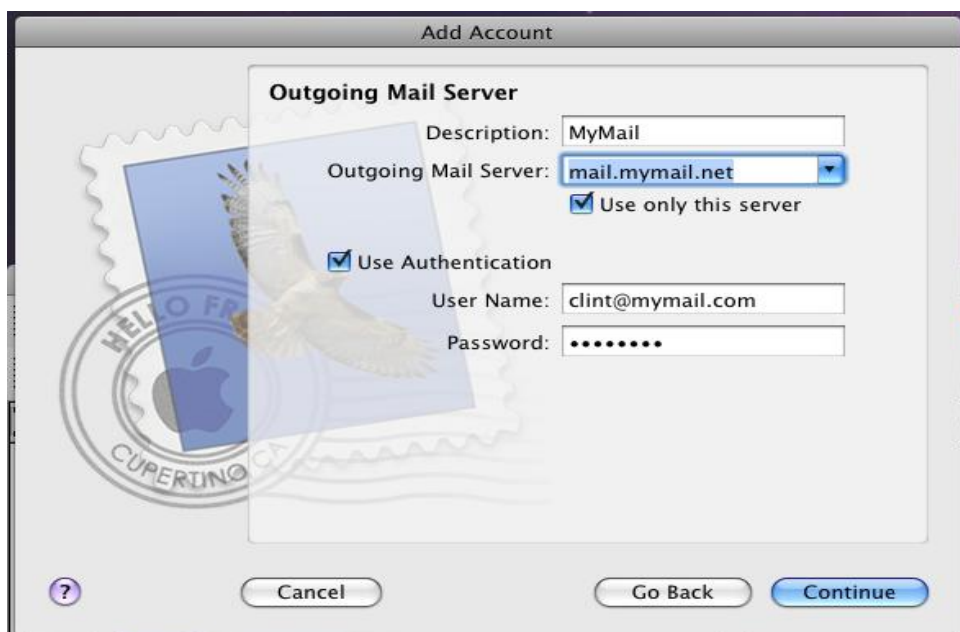 Add Account
Outgoing Mail Server
Description: MyMail
Outgoing Mail Server: mail.mymail.net
Use only this server
Use Authentication
User Name: clint@mymail.com
Password: ••••••••
HELLO FR
CUPERTINO CA
?
Cancel
Go Back
Continue